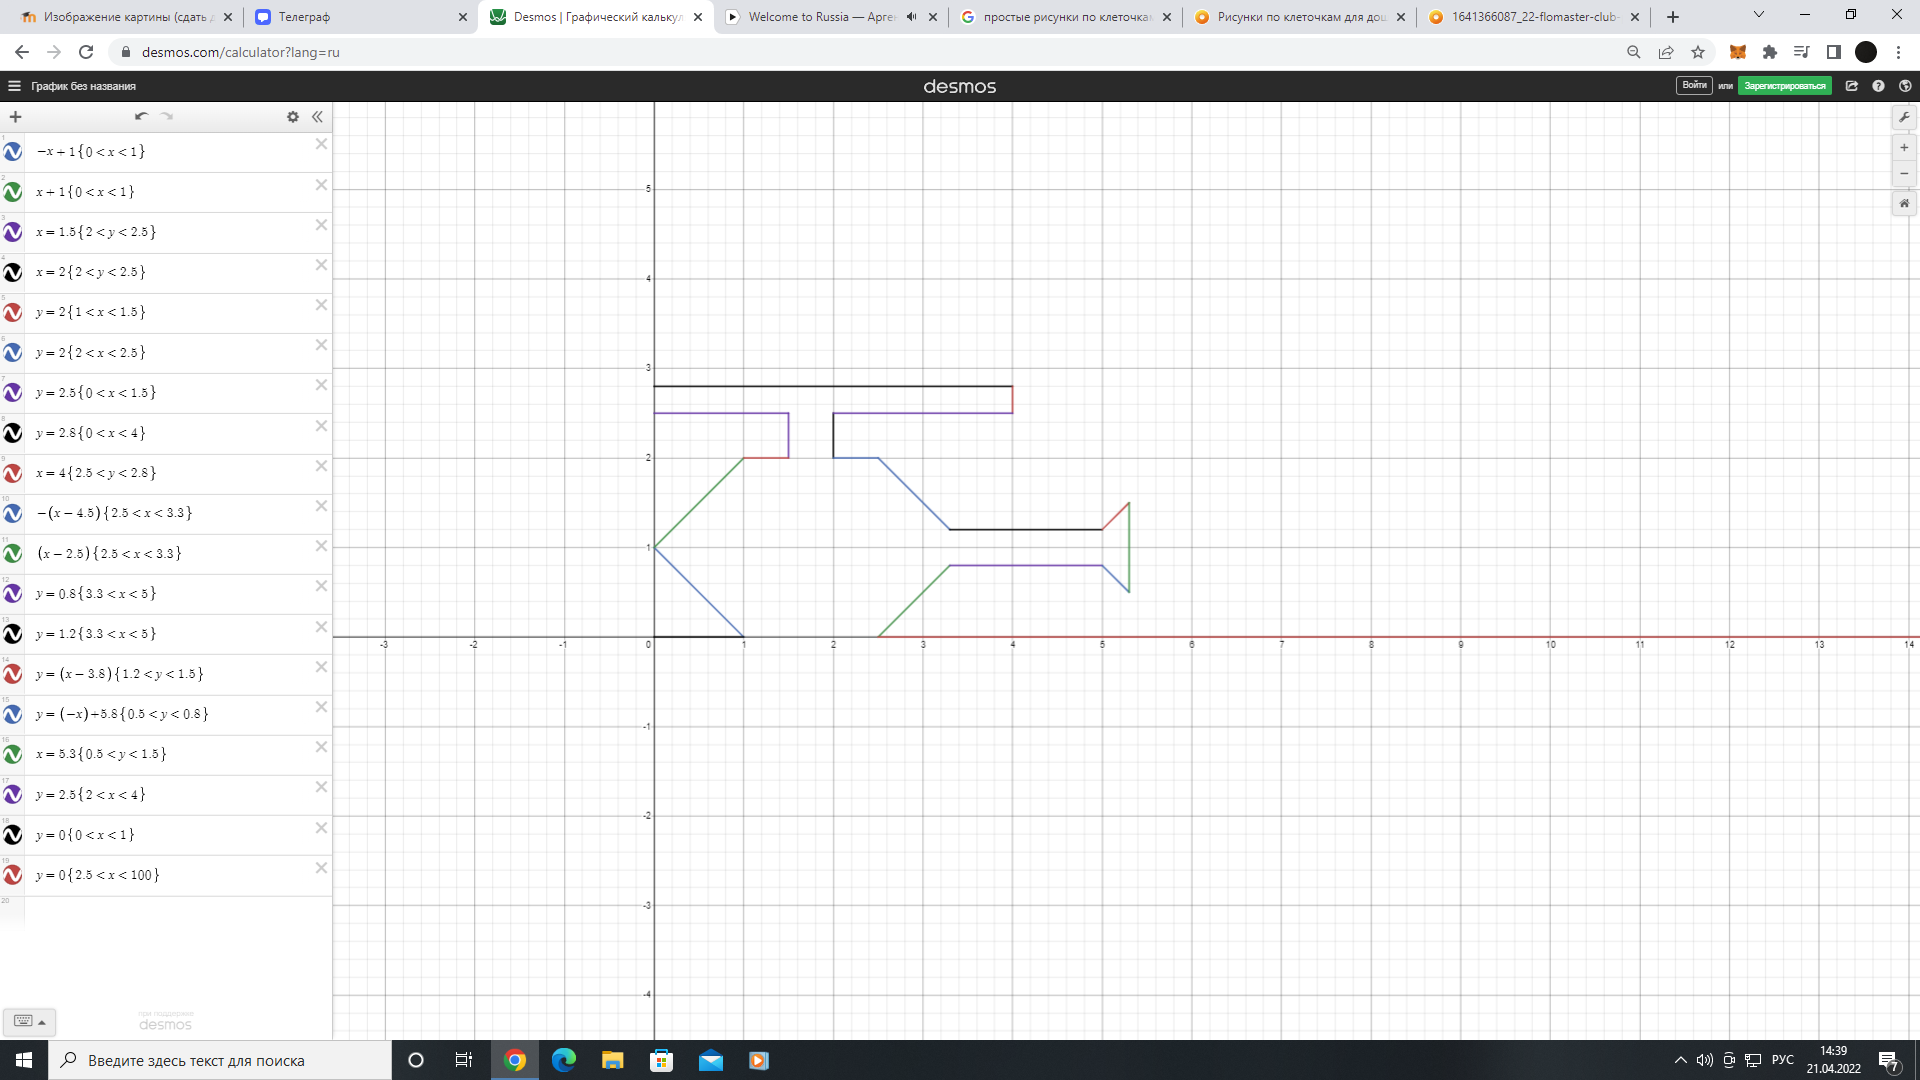 Изображение картины (сдать д
Телеграф
Desmos | Графический калькул
Welcome to Russia — Арге
простые рисунки по клеточкам
Рисунки по клеточкам для дош
1641366087_22-flomaster-club-
desmos.com/calculator?lang=ru
График без названия
desmos
Войти или Зарегистрироваться
1
−x + 1{0 < x < 1}
2
x + 1{0 < x < 1}
3
x = 1.5{2 < y < 2.5}
4
x = 2{2 < y < 2.5}
5
y = 2{1 < x < 1.5}
6
y = 2{2 < x < 2.5}
7
y = 2.5{0 < x < 1.5}
8
y = 2.8{0 < x < 4}
9
x = 4{2.5 < y < 2.8}
10
−(x − 4.5){2.5 < x < 3.3}
11
(x − 2.5){2.5 < x < 3.3}
12
y = 0.8{3.3 < x < 5}
13
y = 1.2{3.3 < x < 5}
14
y = (x − 3.8){1.2 < y < 1.5}
15
y = (−x)+5.8{0.5 < y < 0.8}
16
x = 5.3{0.5 < y < 1.5}
17
y = 2.5{2 < x < 4}
18
y = 0{0 < x < 1}
19
y = 0{2.5 < x < 100}
20
при поддержке
desmos
5
4
3
2
1
-3 -2 -1 0 1 2 3 4 5 6 7 8 9 10 11 12 13 14
-1
-2
-3
-4
Введите здесь текст для поиска
РУС
14:39
21.04.2022
7